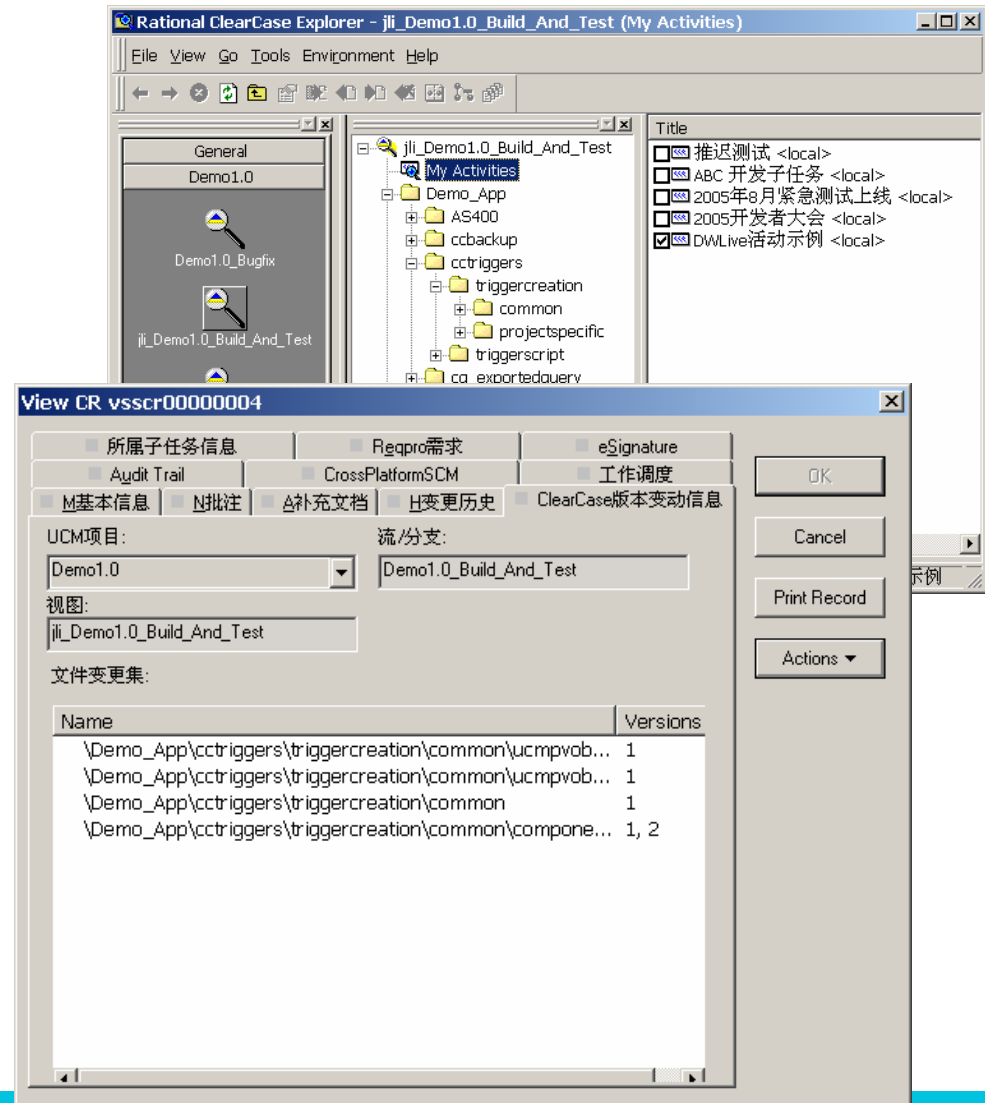 Rational ClearCase Explorer - jli_Demo1.0_Build_And_Test (My Activities)
File View Go Tools Environment Help
General
Demo1.0
Demo1.0_Bugfix
jli_Demo1.0_Build_And_Test
jli_Demo1.0_Build_And_Test
My Activities
Demo_App
AS400
ccbackup
cctriggers
triggercreation
common
projectspecific
triggerscript
cq_exportedquery
Title
推迟测试 <local>
ABC 开发子任务 <local>
2005年8月紧急测试上线 <local>
2005开发者大会 <local>
DWLive活动示例 <local>
示例
View CR vsscr00000004
所属子任务信息 Reqpro需求 eSignature
Audit Trail CrossPlatformSCM 工作调度
M基本信息 N批注 A补充文档 H变更历史 ClearCase版本变动信息
UCM项目: 流/分支:
Demo1.0 Demo1.0_Build_And_Test
视图:
jli_Demo1.0_Build_And_Test
文件变更集:
Name Versions
\Demo_App\cctriggers\triggercreation\common\ucmpvob... 1
\Demo_App\cctriggers\triggercreation\common\ucmpvob... 1
\Demo_App\cctriggers\triggercreation\common 1
\Demo_App\cctriggers\triggercreation\common\compone... 1, 2
OK
Cancel
Print Record
Actions